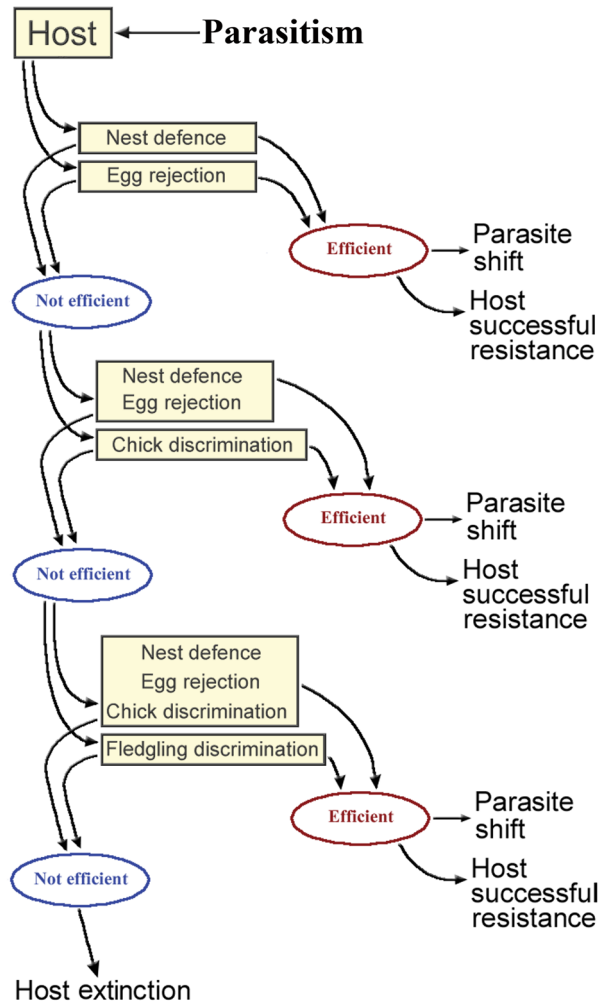 Host
Parasitism
Nest defence
Egg rejection
Efficient
Parasite
shift
Host
successful
resistance
Not efficient
Nest defence
Egg rejection
Chick discrimination
Efficient
Parasite
shift
Host
successful
resistance
Not efficient
Nest defence
Egg rejection
Chick discrimination
Fledgling discrimination
Efficient
Parasite
shift
Host
successful
resistance
Not efficient
Host extinction